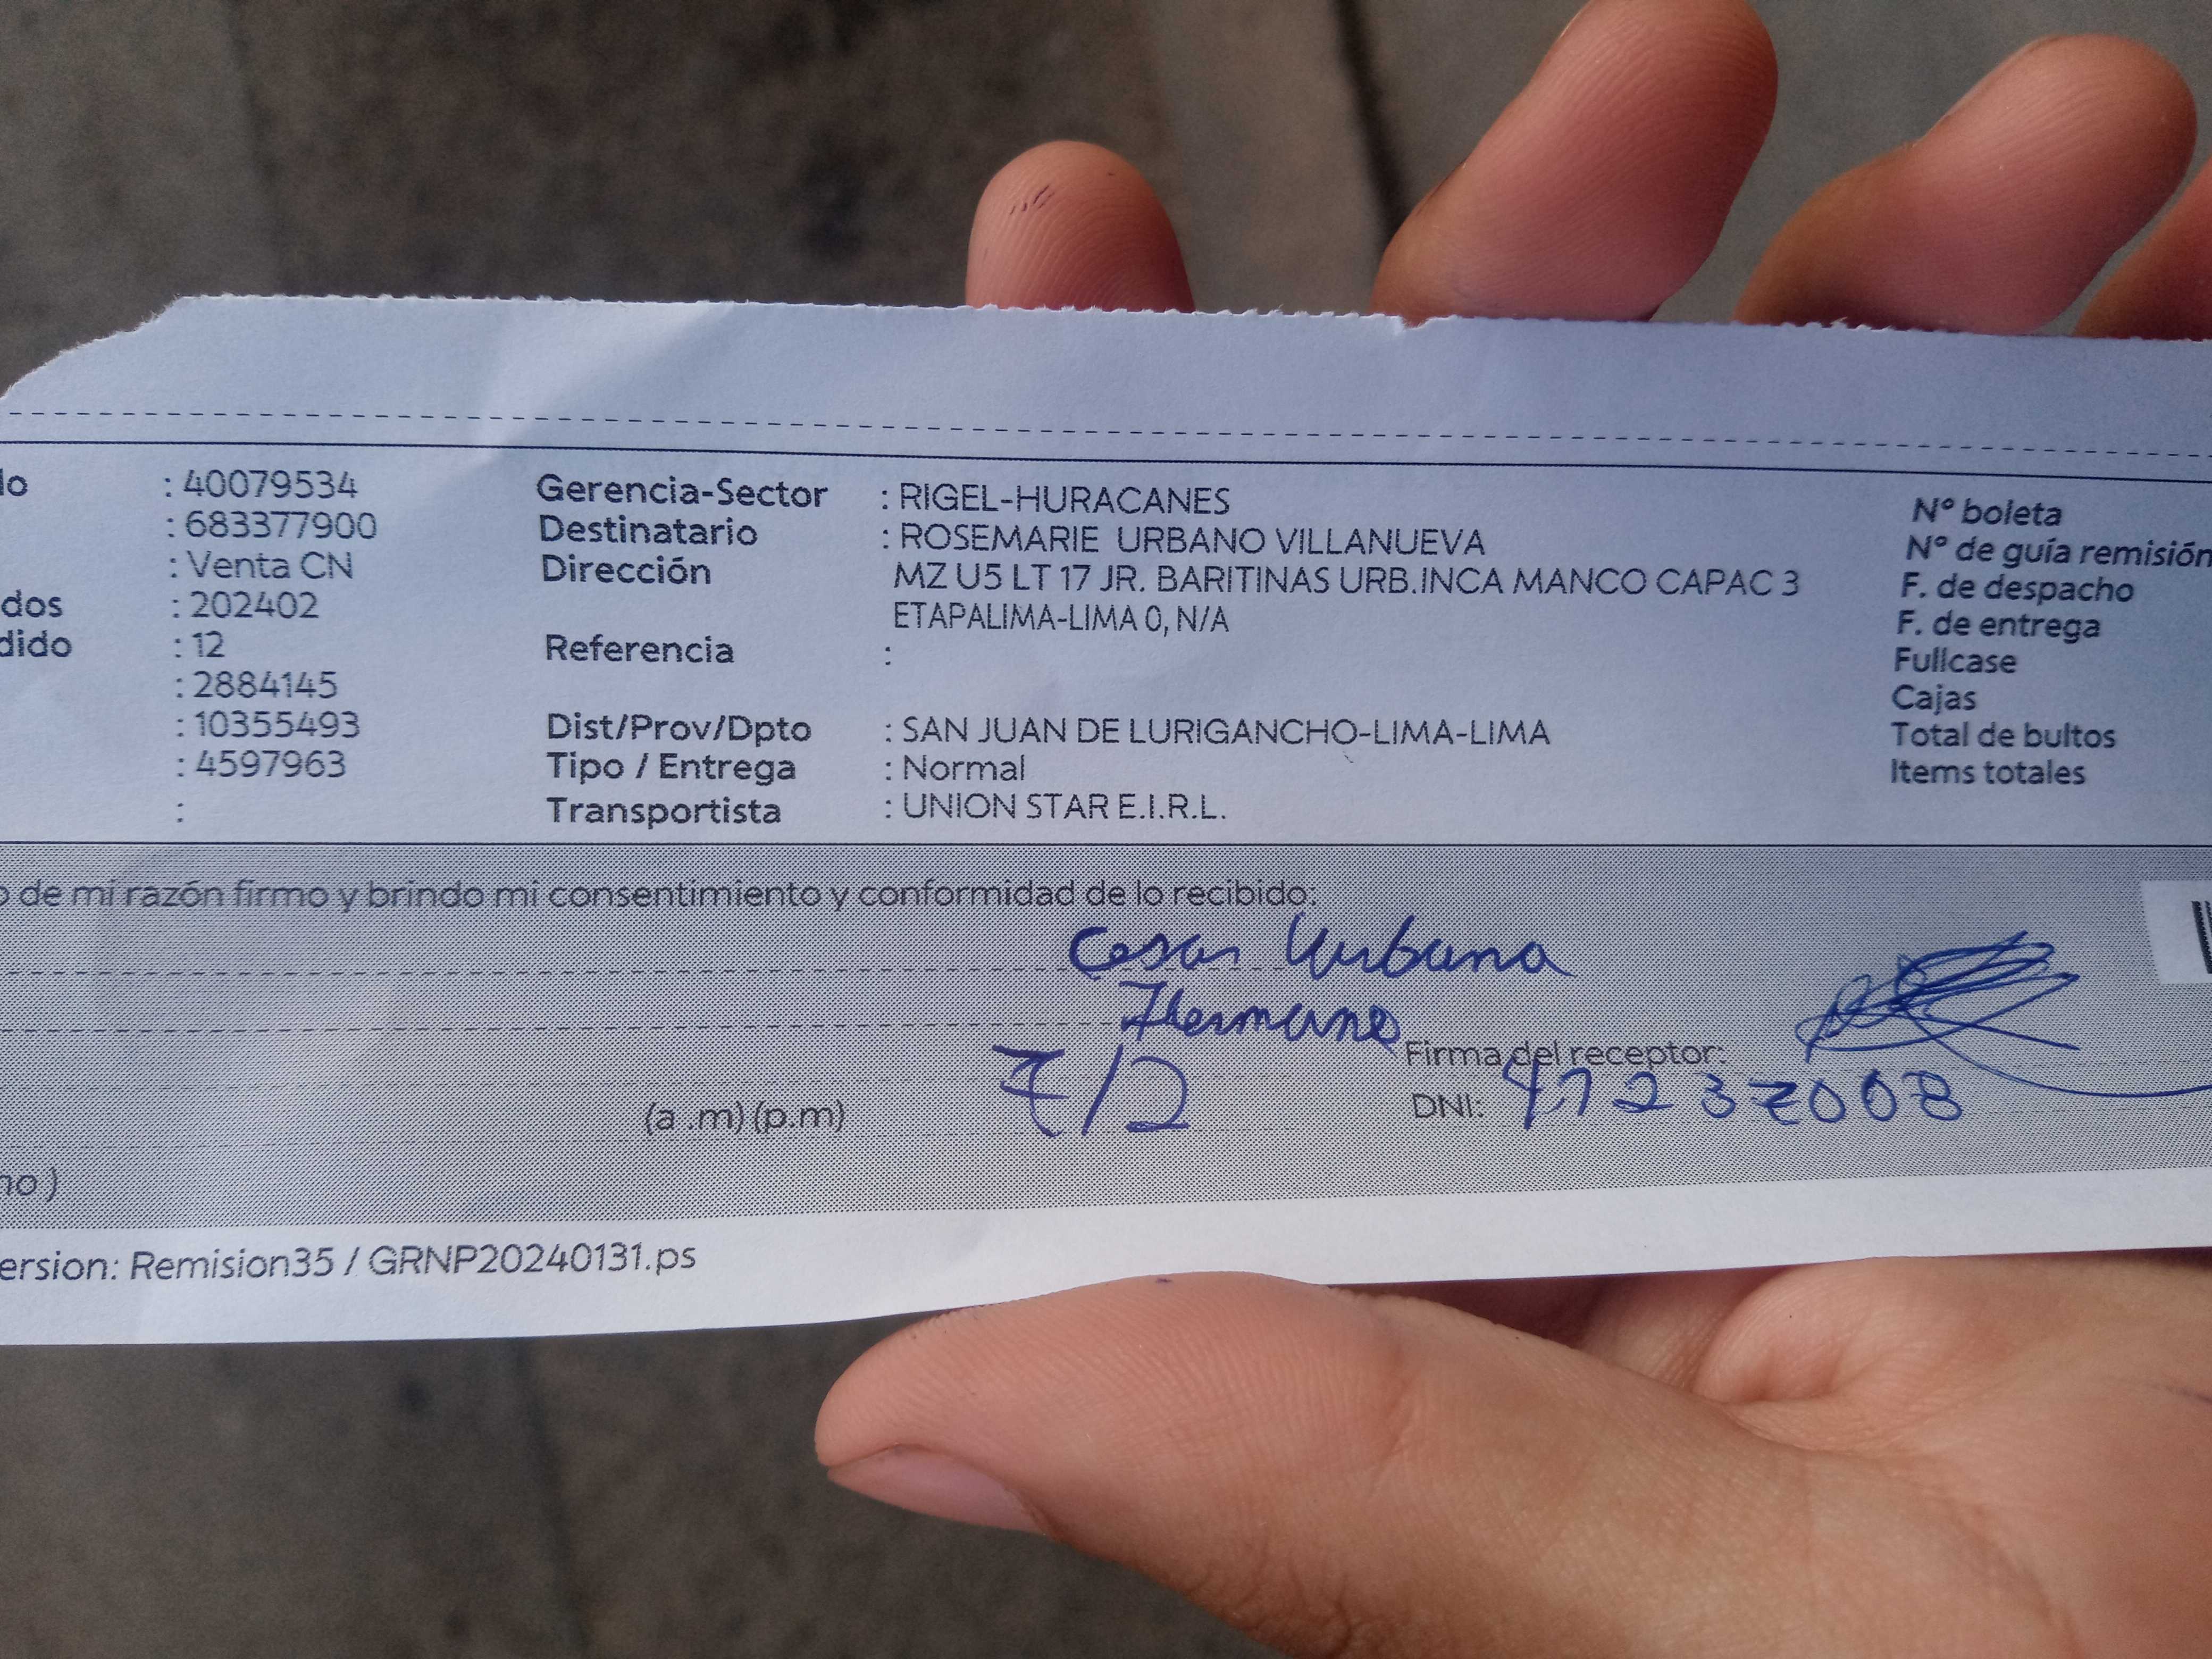 do : 40079534 Gerencia-Sector : RIGEL-HURACANES Nº boleta
: 683377900 Destinatario : ROSEMARIE URBANO VILLANUEVA Nº de guía remisión
: Venta CN Dirección MZ U5 LT 17 JR. BARITINAS URB.INCA MANCO CAPAC 3 F. de despacho
dos : 202402 ETAPALIMA-LIMA 0, N/A F. de entrega
dido : 12 Referencia : Fullcase
: 2884145 Cajas
: 10355493 Dist/Prov/Dpto : SAN JUAN DE LURIGANCHO-LIMA-LIMA Total de bultos
: 4597963 Tipo / Entrega : Normal Items totales
: Transportista : UNION STAR E.I.R.L.
o de mi razón firmo y brindo mi consentimiento y conformidad de lo recibido:
Cesar Urbana
Hermano
Firma del receptor:
(a .m) (p.m) 7/2 DNI: 47237008
no )
ersion: Remision35 / GRNP20240131.ps